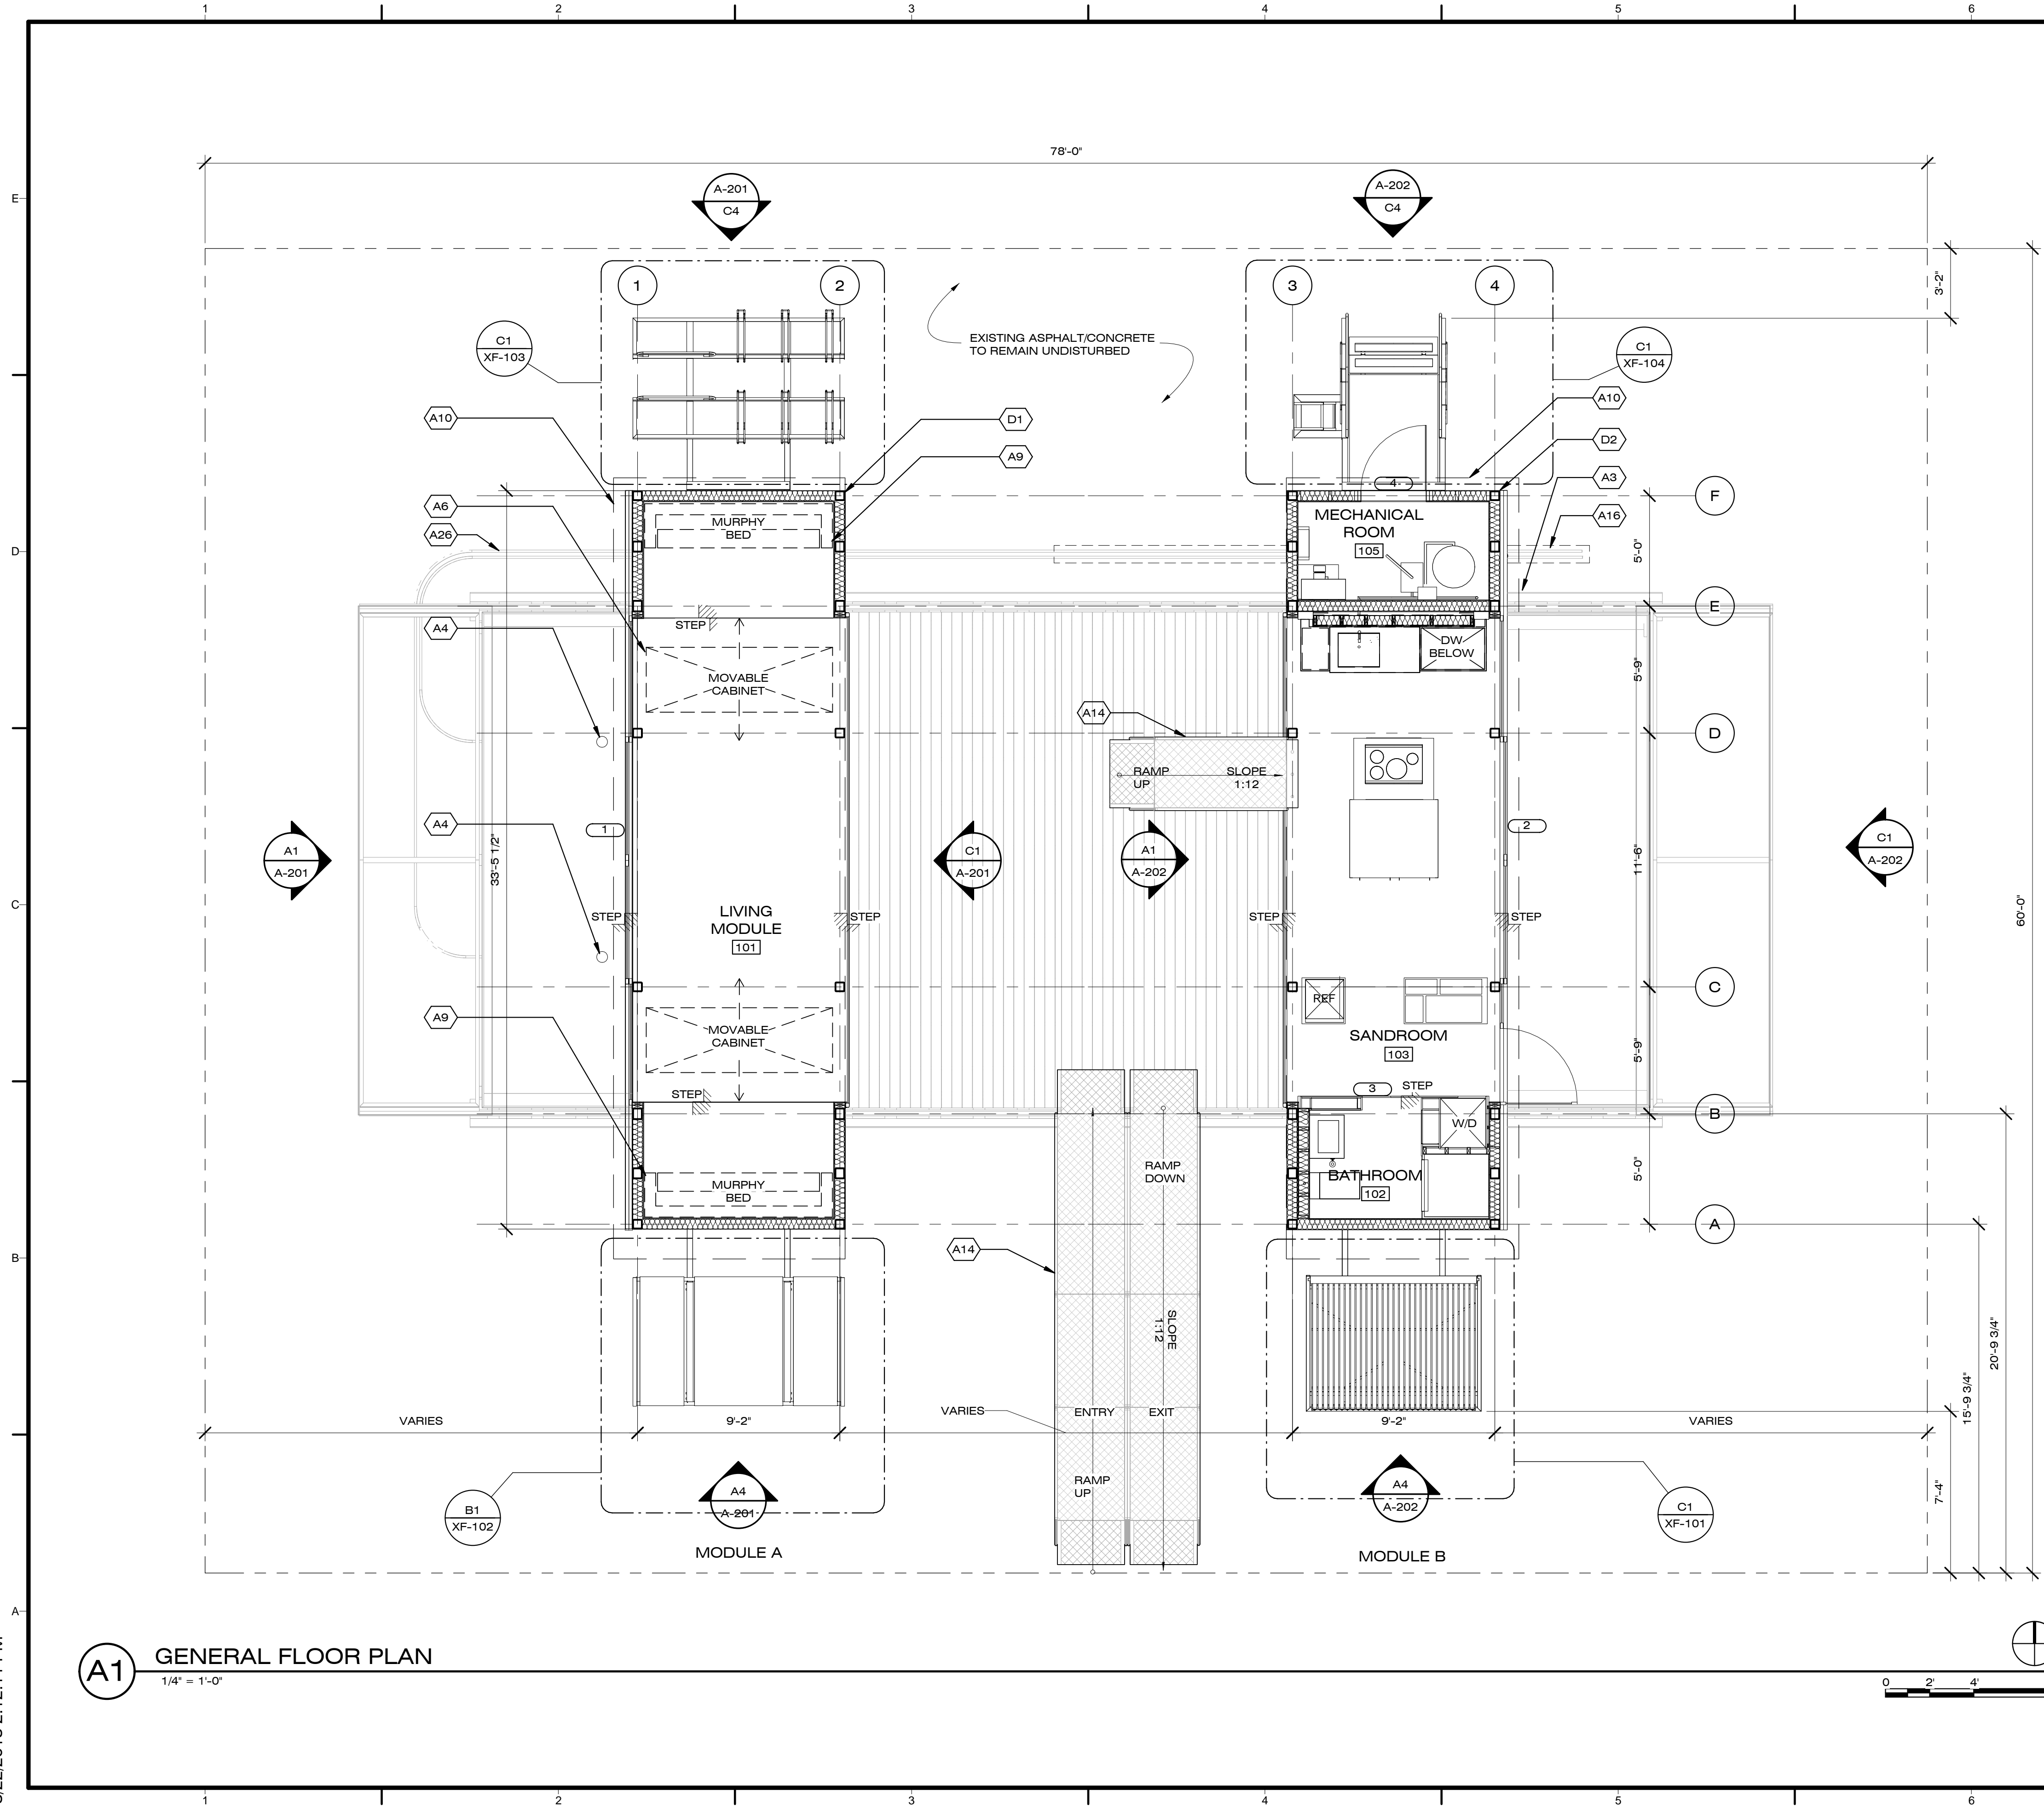 1 2 3 4 5 6
78'-0"
E
A-201
C4
A-202
C4
1
2
3
4
3'-2"
C1
XF-103
EXISTING ASPHALT/CONCRETE
TO REMAIN UNDISTURBED
C1
XF-104
A10
A10
D1
D2
A9
A3
A6
A26
A16
F
D
MURPHY
BED
4
MECHANICAL
ROOM
105
5'-0"
E
STEP
A4
DW
BELOW
MOVABLE
CABINET
5'-9"
A14
D
RAMP
UP
SLOPE
1:12
A4
1
2
33'-5 1/2"
A1
A-201
C1
A-201
A1
A-202
C1
A-202
11'-6"
60'-0"
C
LIVING
MODULE
101
STEP
STEP
STEP
STEP
C
REF
A9
MOVABLE
CABINET
SANDROOM
103
5'-9"
STEP
3
STEP
B
W/D
RAMP
DOWN
MURPHY
BED
BATHROOM
102
5'-0"
A
A14
B
SLOPE
1:12
20'-9 3/4"
15'-9 3/4"
VARIES
9'-2"
VARIES
ENTRY
EXIT
9'-2"
VARIES
RAMP
UP
7'-4"
A4
A-201
A4
A-202
B1
XF-102
C1
XF-101
MODULE A
MODULE B
A
A1
GENERAL FLOOR PLAN
1/4" = 1'-0"
0 2' 4'
1 2 3 4 5 6